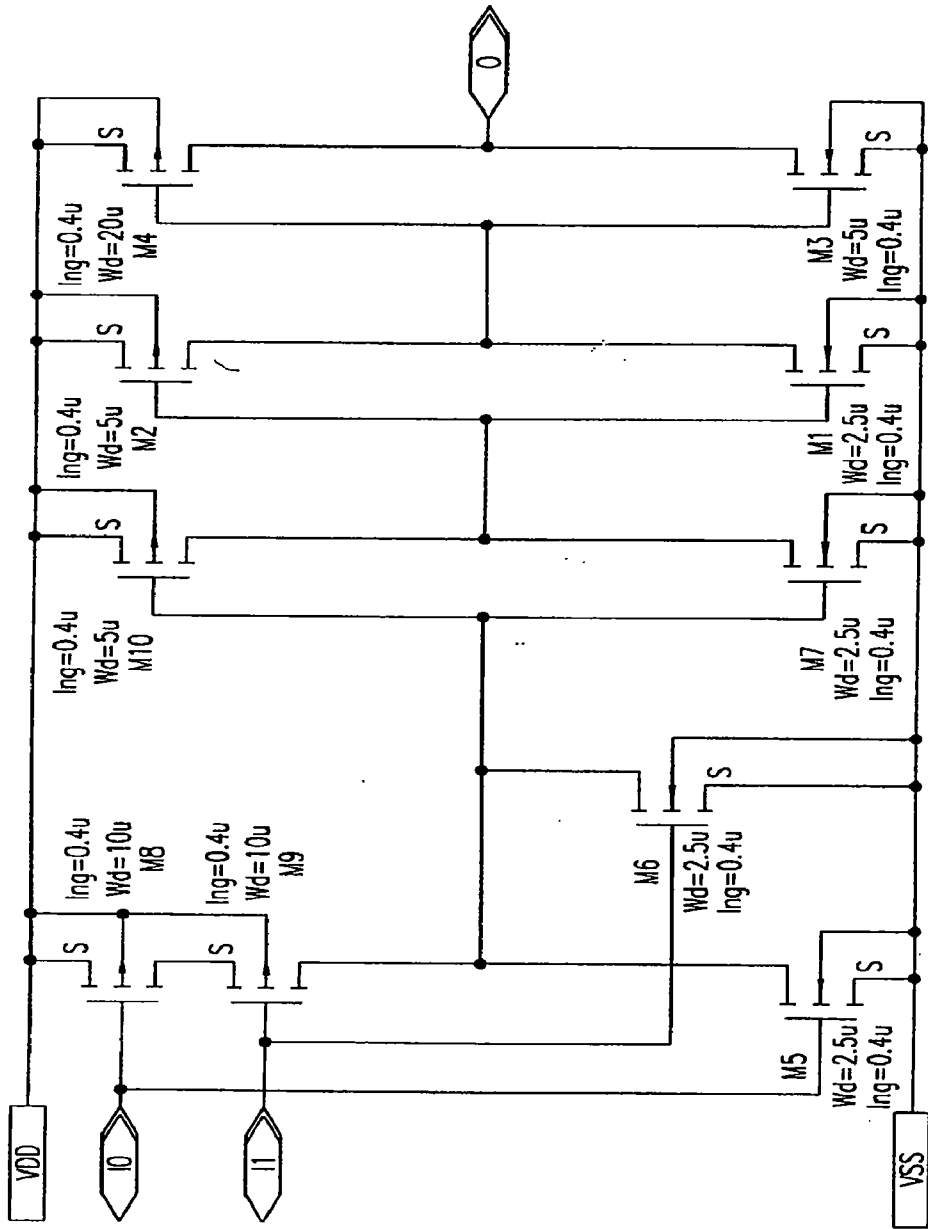 VDD
I0
I1
VSS
lng=0.4u
Wd=10u
M8
S
lng=0.4u
Wd=10u
M9
S
M5
Wd=2.5u
lng=0.4u
S
M6
Wd=2.5u
lng=0.4u
S
lng=0.4u
Wd=5u
M10
S
M7
Wd=2.5u
lng=0.4u
S
lng=0.4u
Wd=5u
M2
S
M1
Wd=2.5u
lng=0.4u
S
lng=0.4u
Wd=20u
M4
S
M3
Wd=5u
lng=0.4u
S
O